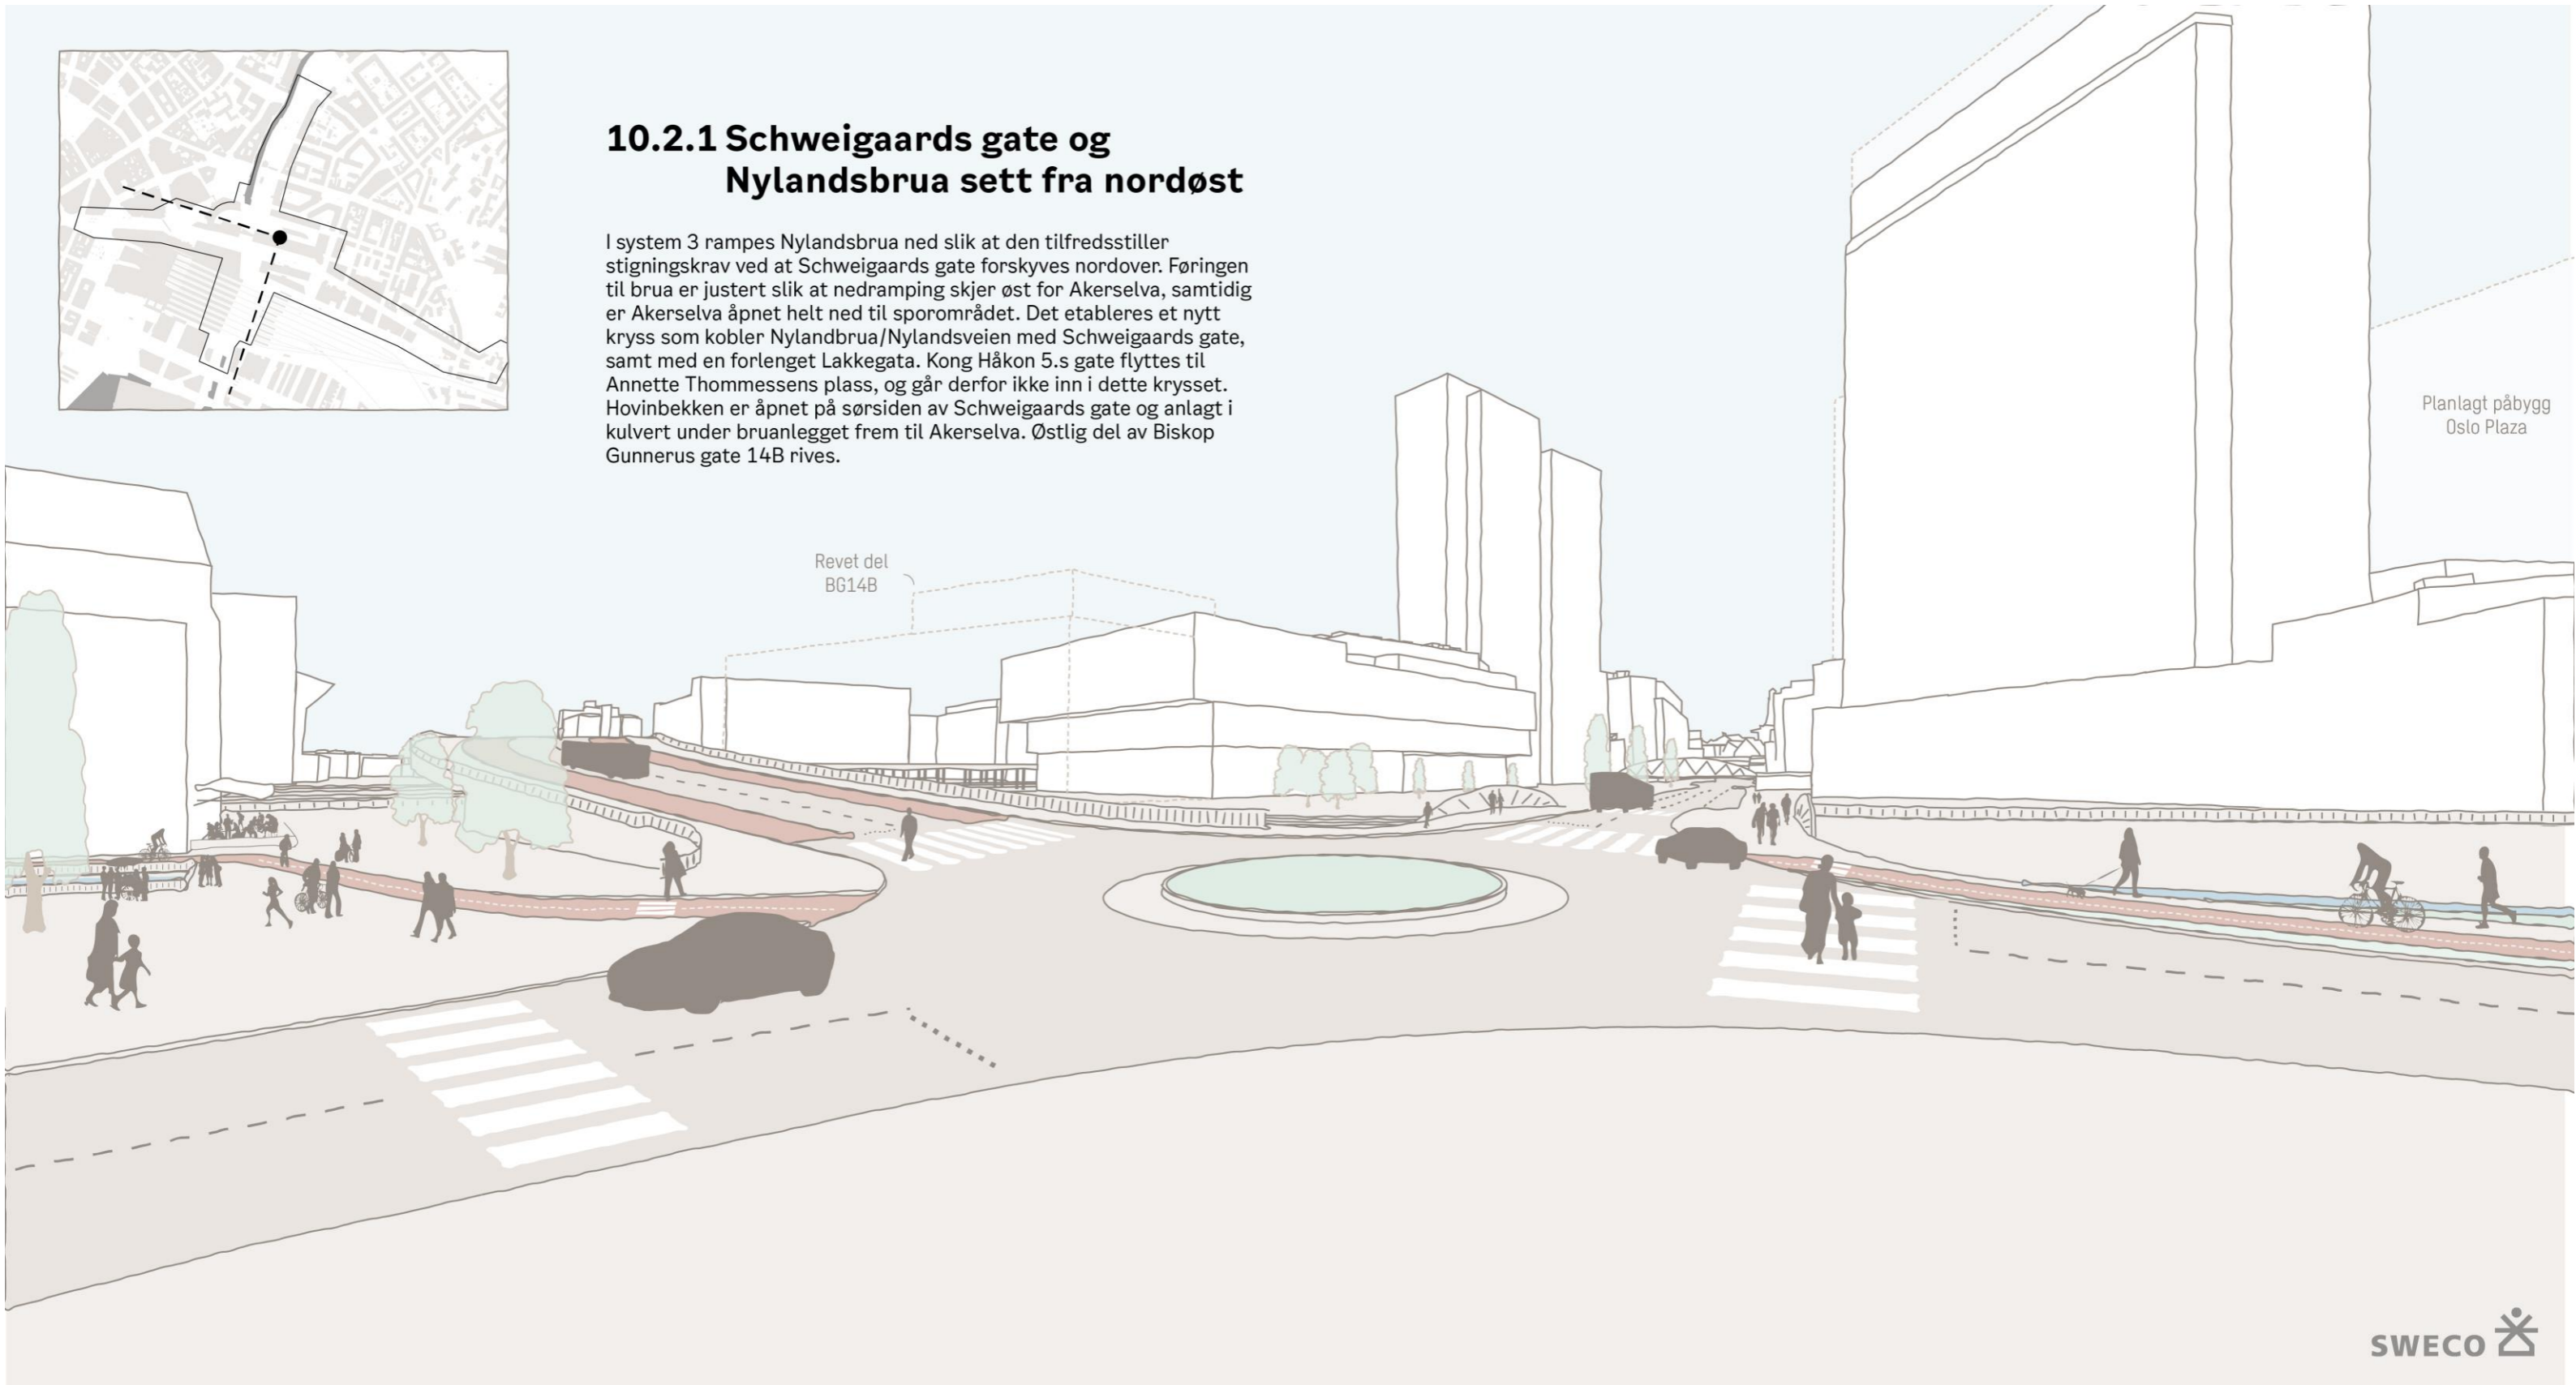 10.2.1 Schweigaards gate og
Nylandsbrua sett fra nordøst
I system 3 rampes Nylandsbrua ned slik at den tilfredsstiller
stigningskrav ved at Schweigaards gate forskyves nordover. Føringen
til brua er justert slik at nedramping skjer øst for Akerselva, samtidig
er Akerselva åpnet helt ned til sporområdet. Det etableres et nytt
kryss som kobler Nylandbrua/Nylandsveien med Schweigaards gate,
samt med en forlenget Lakkegata. Kong Håkon 5.s gate flyttes til
Annette Thommessens plass, og går derfor ikke inn i dette krysset.
Hovinbekken er åpnet på sørsiden av Schweigaards gate og anlagt i
kulvert under bruanlegget frem til Akerselva. Østlig del av Biskop
Gunnerus gate 14B rives.
Planlagt påbygg
Oslo Plaza
Revet del
BG14B
SWECO